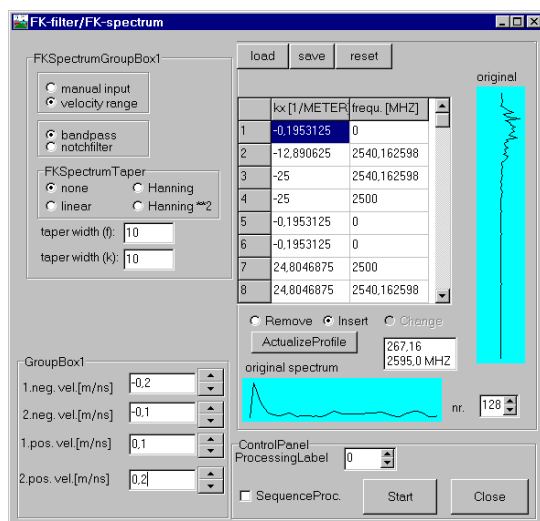 FK-filter/FK-spectrum
FKSpectrumGroupBox1
manual input
velocity range
bandpass
notchfilter
FKSpectrumTaper
none
Hanning
linear
Hanning **2
taper width (f): 10
taper width (k): 10
load save reset
original
kx [1/METER] frequ. [MHZ]
1 -0,1953125 0
2 -12,890625 2540,162598
3 -25 2540,162598
4 -25 2500
5 -0,1953125 0
6 -0,1953125 0
7 24,8046875 2500
8 24,8046875 2540,162598
Remove Insert Change
ActualizeProfile
267,16
2595,0 MHZ
original spectrum
nr. 128
GroupBox1
1.neg. vel.[m/ns] -0,2
2.neg. vel.[m/ns] -0,1
1.pos. vel.[m/ns] 0,1
2.pos. vel.[m/ns] 0,2
ControlPanel
ProcessingLabel 0
SequenceProc. Start Close